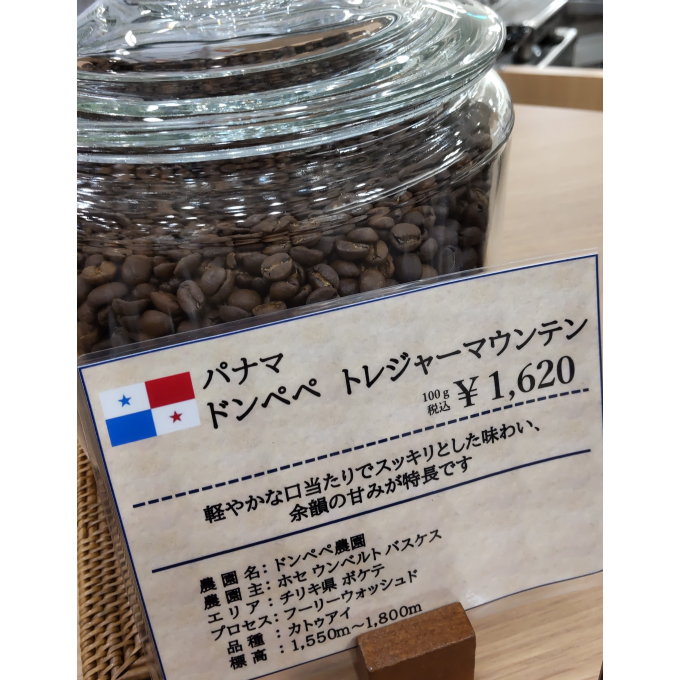 パナマ
ドンペペ トレジャーマウンテン
100g
税込
¥1,620
軽やかな口当たりでスッキリとした味わい、
余韻の甘みが特長です
農園名：ドンペペ農園
農園主：ホセ ウンベルト バスケス
エリア：チリキ県 ボケテ
プロセス：フーリーウォッシュド
品種：カトゥアイ
標高：1,550m～1,800m